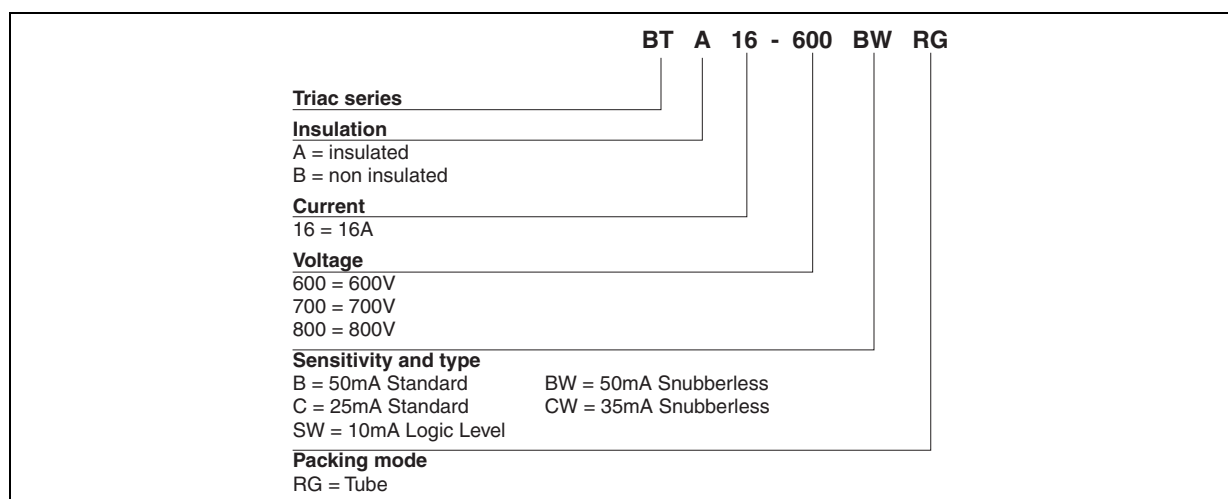 BT A 16 - 600 BW RG
Triac series
Insulation
A = insulated
B = non insulated
Current
16 = 16A
Voltage
600 = 600V
700 = 700V
800 = 800V
Sensitivity and type
B = 50mA Standard BW = 50mA Snubberless
C = 25mA Standard CW = 35mA Snubberless
SW = 10mA Logic Level
Packing mode
RG = Tube